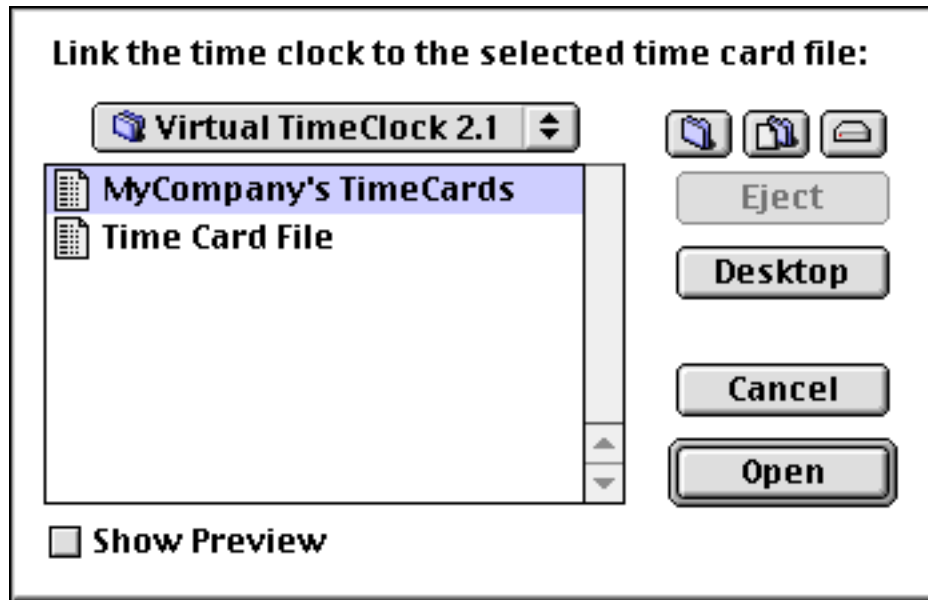 Link the time clock to the selected time card file:
Virtual TimeClock 2.1
MyCompany's TimeCards
Time Card File
Eject
Desktop
Cancel
Open
Show Preview